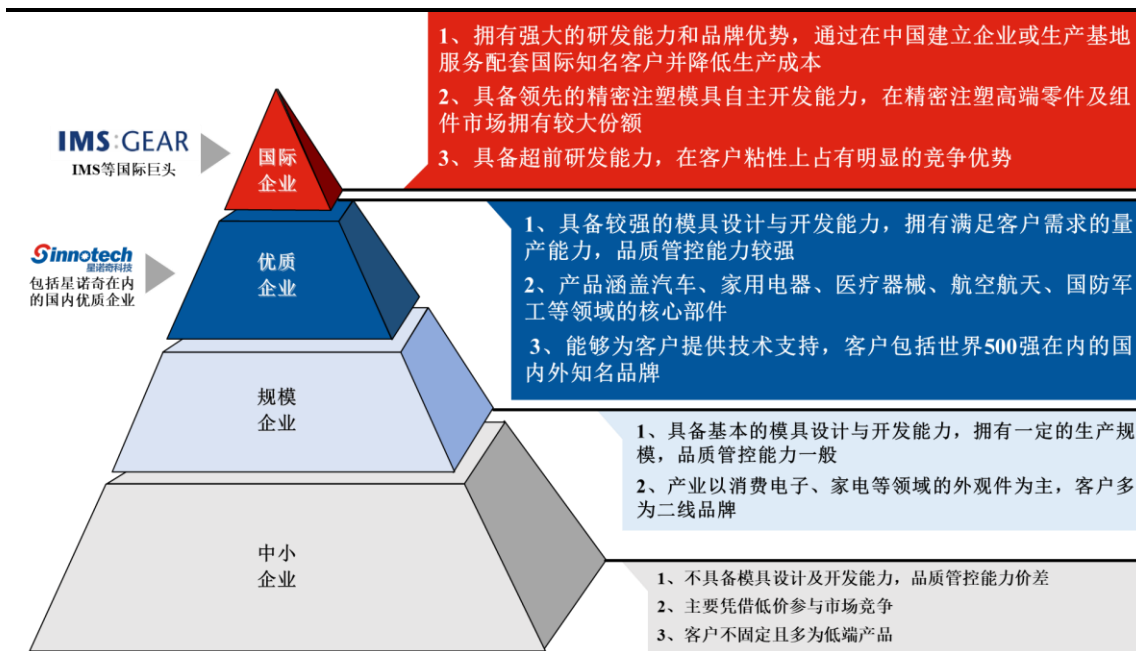 1、拥有强大的研发能力和品牌优势，通过在中国建立企业或生产基地
服务配套国际知名客户并降低生产成本
2、具备领先的精密注塑模具自主开发能力，在精密注塑高端零件及组
件市场拥有较大份额
3、具备超前研发能力，在客户粘性上占有明显的竞争优势
IMS:GEAR
IMS等国际巨头
国际
企业
1、具备较强的模具设计与开发能力，拥有满足客户需求的量
产能力，品质管控能力较强
2、产品涵盖汽车、家用电器、医疗器械、航空航天、国防军
工等领域的核心部件
3、能够为客户提供技术支持，客户包括世界500强在内的国
内外知名品牌
Sinnotech
星诺奇科技
包括星诺奇在内
的国内优质企业
优质
企业
规模
企业
1、具备基本的模具设计与开发能力，拥有一定的生产规
模，品质管控能力一般
2、产业以消费电子、家电等领域的外观件为主，客户多
为二线品牌
中小
企业
1、不具备模具设计及开发能力，品质管控能力价差
2、主要凭借低价参与市场竞争
3、客户不固定且多为低端产品